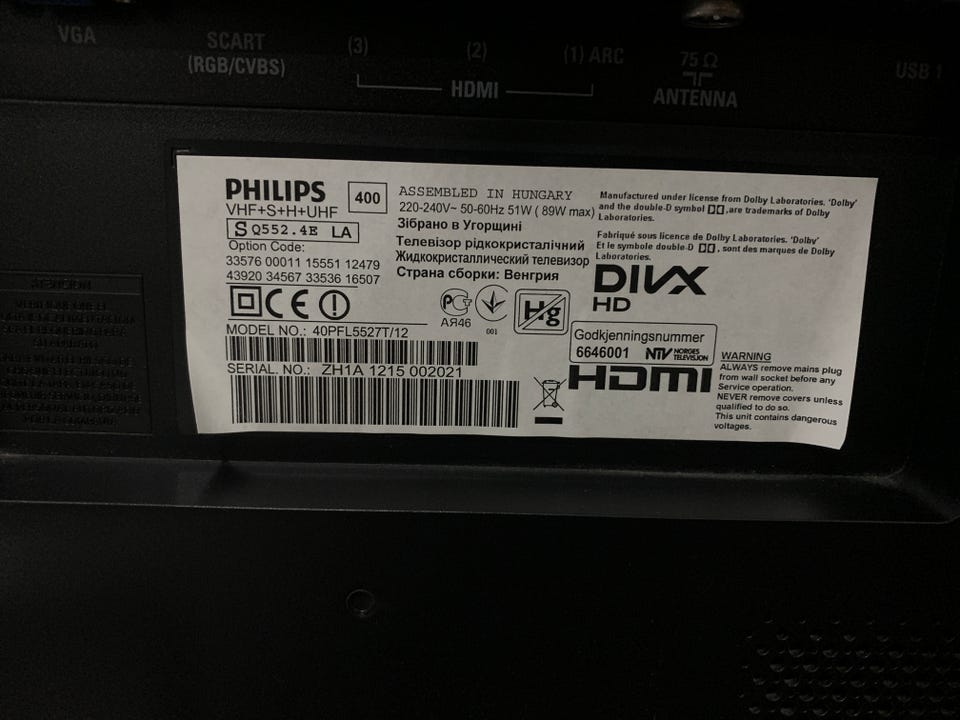 VGA
SCART
(RGB/CVBS)
(3)
(2)
(1) ARC
HDMI
75 Ω
ANTENNA
USB 1
PHILIPS
400
VHF+S+H+UHF
S Q552.4E LA
Option Code:
33576 00011 15551 12479
43920 34567 33536 16507
ASSEMBLED IN HUNGARY
220-240V~ 50-60Hz 51W ( 89W max)
Зібрано в Угорщині
Телевізор рідкокристалічний
Жидкокристаллический телевизор
Страна сборки: Венгрия
CE
АЯ46
001
Hg
MODEL NO.: 40PFL5527T/12
SERIAL. NO.: ZH1A 1215 002021
Manufactured under license from Dolby Laboratories. 'Dolby'
and the double-D symbol ,are trademarks of Dolby
Laboratories.
Fabriqué sous licence de Dolby Laboratories. 'Dolby'
Et le symbole double-D , sont des marques de Dolby
Laboratories.
DIVX
HD
Godkjenningsnummer
6646001 NTV NORGES
TELEVISJON
HDMI
WARNING
ALWAYS remove mains plug
from wall socket before any
Service operation.
NEVER remove covers unless
qualified to do so.
This unit contains dangerous
voltages.